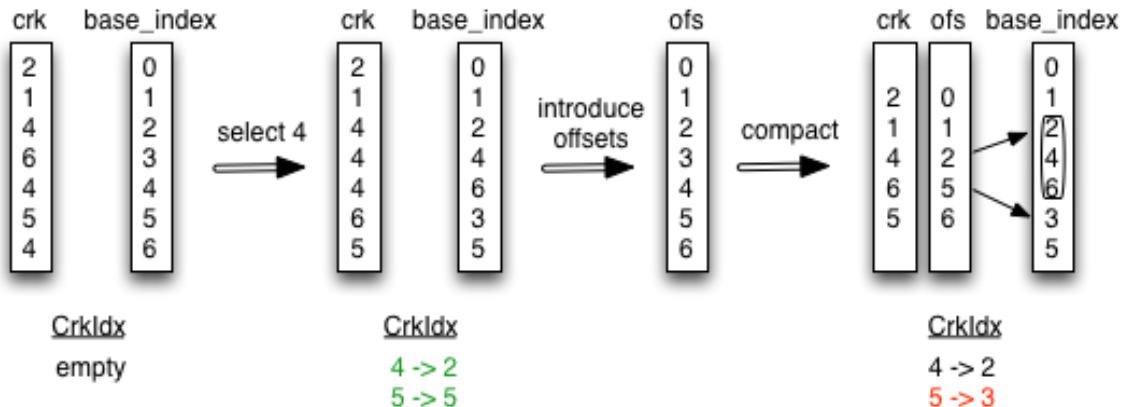 crk base_index crk base_index ofs crk ofs base_index
2 0 2 0 0 0
1 1 1 1 1 2 0 1
4 2 4 2 2 1 1 2
6 3 4 4 3 4 2 4
4 4 4 6 4 6 5 6
5 5 6 3 5 5 6 3
4 6 5 5 6 5
select 4
introduce
offsets
compact
CrkIdx CrkIdx CrkIdx
empty 4 -> 2 4 -> 2
5 -> 5 5 -> 3